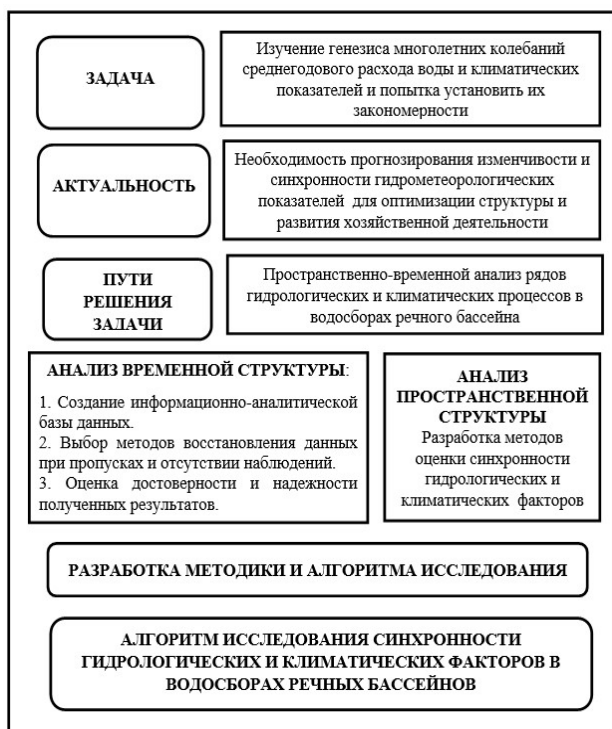 ЗАДАЧА
Изучение генезиса многолетних колебаний
среднегодового расхода воды и климатических
показателей и попытка установить их
закономерности
АКТУАЛЬНОСТЬ
Необходимость прогнозирования изменчивости и
синхронности гидрометеорологических
показателей для оптимизации структуры и
развития хозяйственной деятельности
ПУТИ
РЕШЕНИЯ
ЗАДАЧИ
Пространственно-временной анализ рядов
гидрологических и климатических процессов в
водосборах речного бассейна
АНАЛИЗ ВРЕМЕННОЙ СТРУКТУРЫ:
1. Создание информационно-аналитической
базы данных.
2. Выбор методов восстановления данных
при пропусках и отсутствии наблюдений.
3. Оценка достоверности и надежности
полученных результатов.
АНАЛИЗ
ПРОСТРАНСТВЕННОЙ
СТРУКТУРЫ
Разработка методов
оценки синхронности
гидрологических и
климатических факторов
РАЗРАБОТКА МЕТОДИКИ И АЛГОРИТМА ИССЛЕДОВАНИЯ
АЛГОРИТМ ИССЛЕДОВАНИЯ СИНХРОННОСТИ
ГИДРОЛОГИЧЕСКИХ И КЛИМАТИЧЕСКИХ ФАКТОРОВ В
ВОДОСБОРАХ РЕЧНЫХ БАССЕЙНОВ